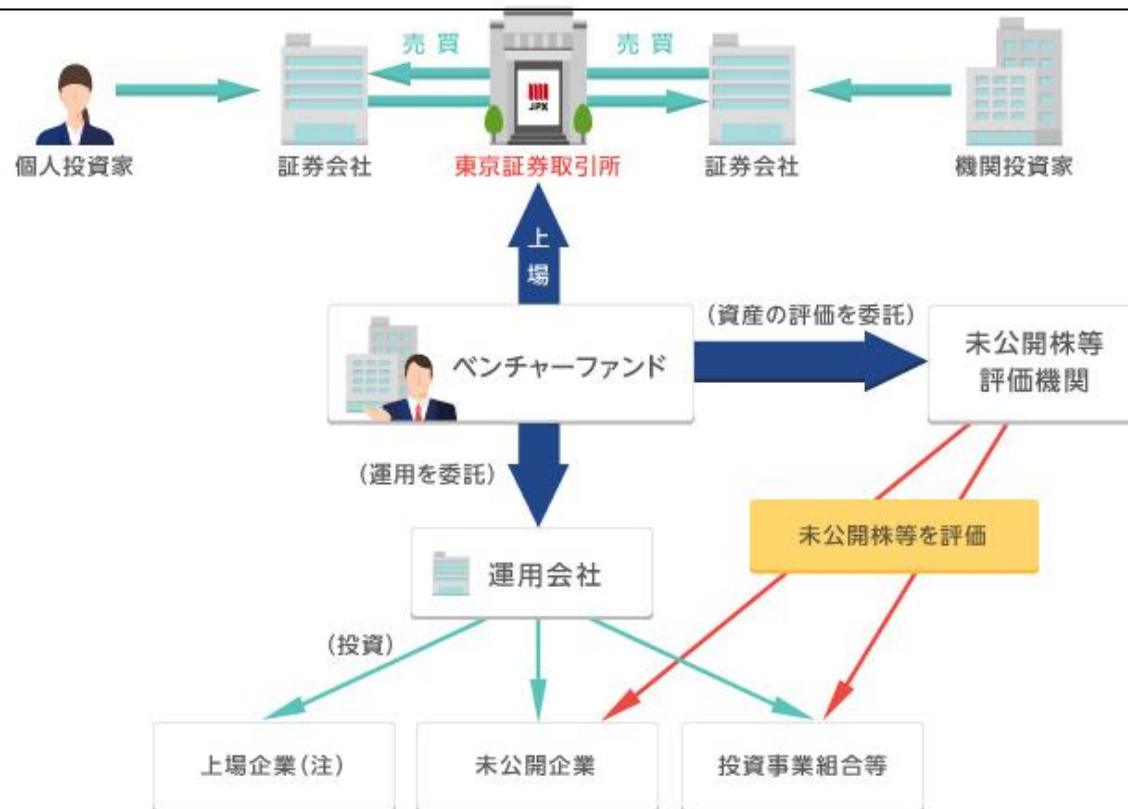 売買
売買
JPX
個人投資家
証券会社
東京証券取引所
証券会社
機関投資家
上
場
(資産の評価を委託)
ベンチャーファンド
未公開株等
評価機関
(運用を委託)
未公開株等を評価
運用会社
(投資)
上場企業(注)
未公開企業
投資事業組合等